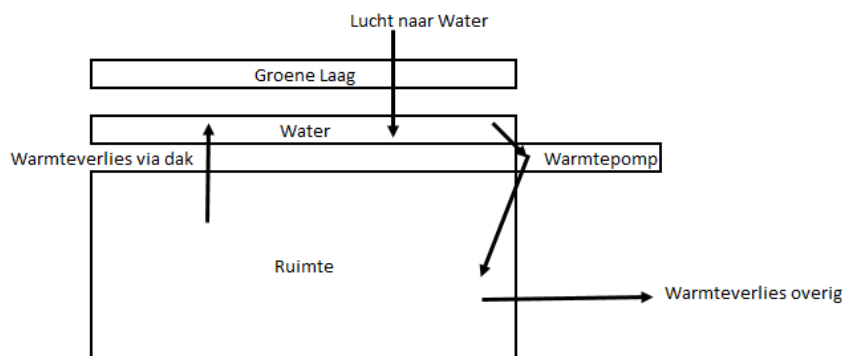 Lucht naar Water
Groene Laag
Water
Warmteverlies via dak
Warmtepomp
Ruimte
Warmteverlies overig